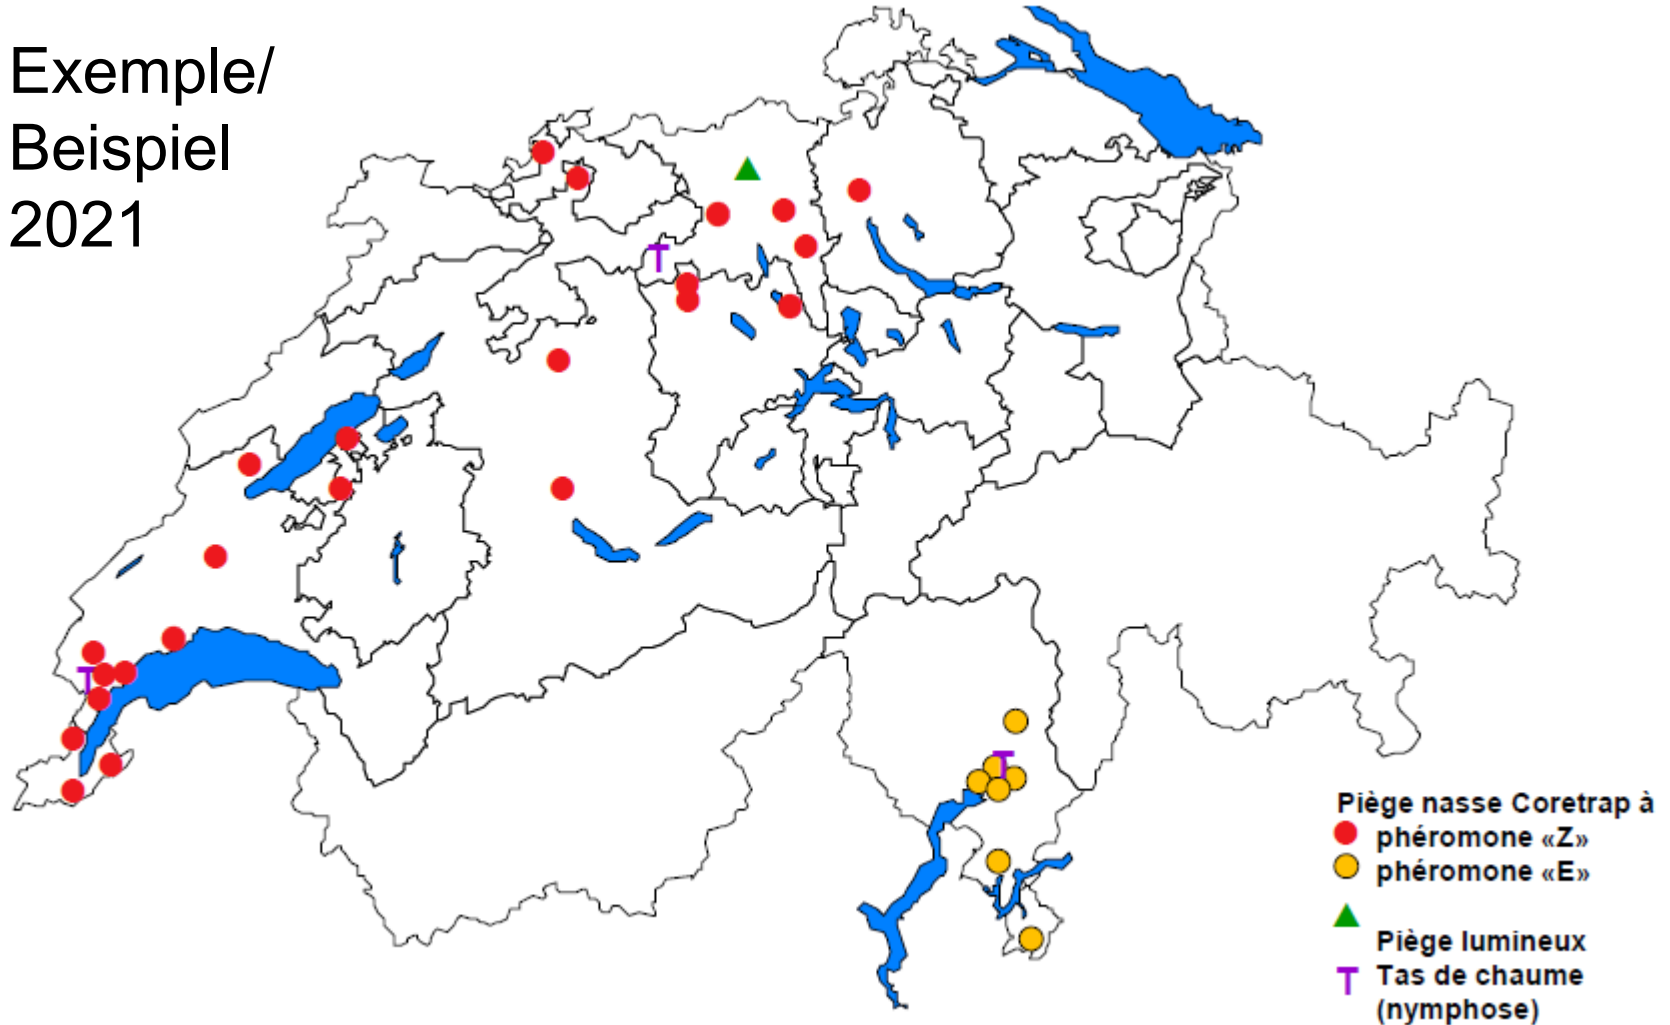 Exemple/
Beispiel
2021
Piège nasse Coretrap à
phéromone «Z»
phéromone «E»
Piège lumineux
Tas de chaume
(nymphose)